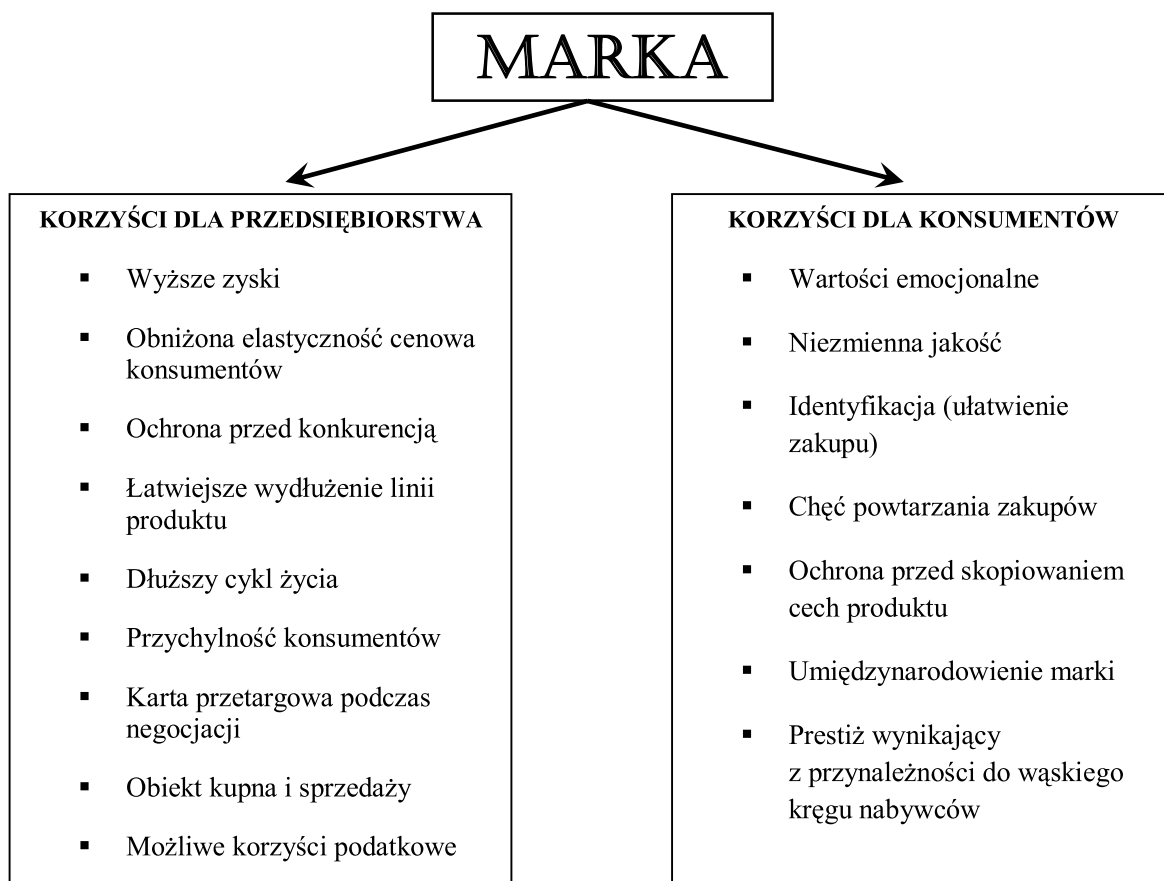 MARKA
KORZYŚCI DLA PRZEDSIĘBIORSTWA
▪ Wyższe zyski
▪ Obniżona elastyczność cenowa
konsumentów
▪ Ochrona przed konkurencją
▪ Łatwiejsze wydłużenie linii
produktu
▪ Dłuższy cykl życia
▪ Przychylność konsumentów
▪ Karta przetargowa podczas
negocjacji
▪ Obiekt kupna i sprzedaży
▪ Możliwe korzyści podatkowe
KORZYŚCI DLA KONSUMENTÓW
▪ Wartości emocjonalne
▪ Niezmienna jakość
▪ Identyfikacja (ułatwienie
zakupu)
▪ Chęć powtarzania zakupów
▪ Ochrona przed skopiowaniem
cech produktu
▪ Umiędzynarodowienie marki
▪ Prestiż wynikający
z przynależności do wąskiego
kręgu nabywców